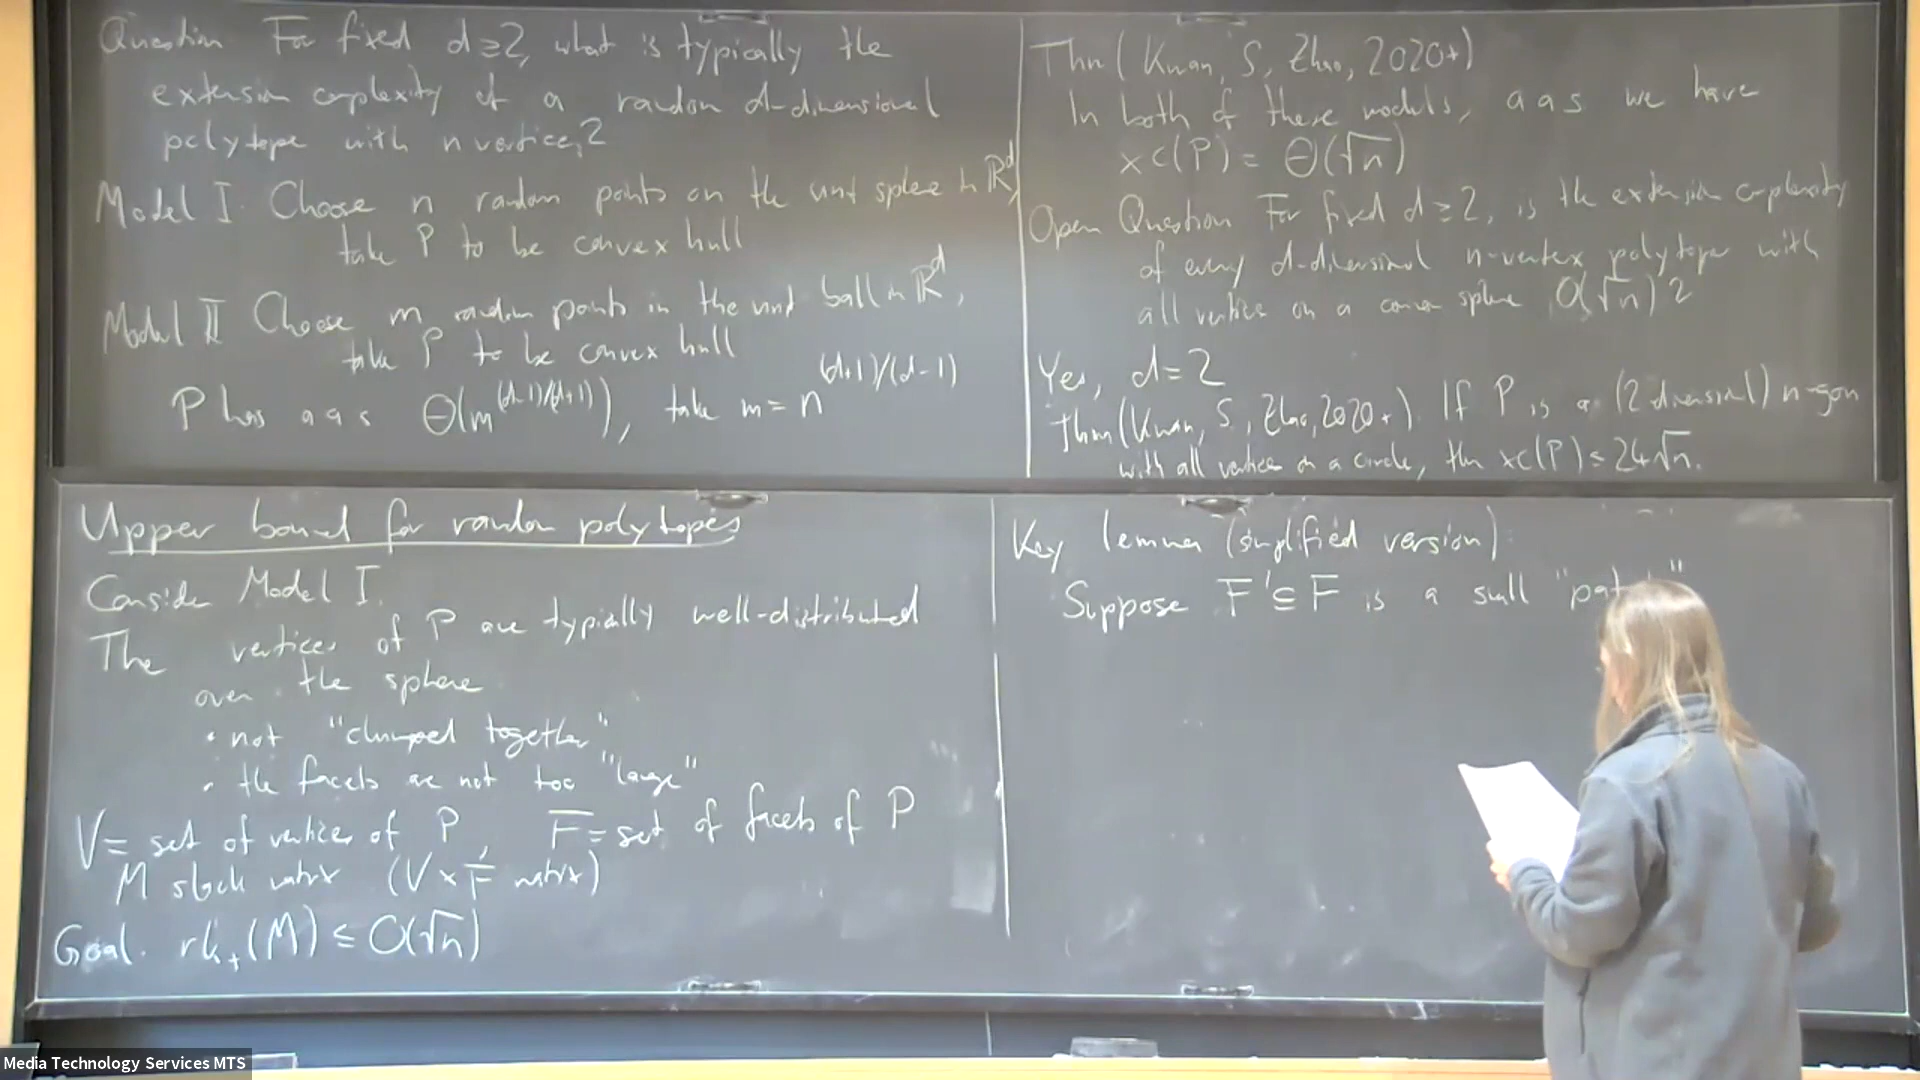 Question For fixed d≥2, what is typically the
extension complexity of a random d-dimensional
polytope with n vertices?
Model I. Choose n random points on the unit sphere in ℝ^d,
take P to be convex hull
Model II Choose m random points in the unit ball in ℝ^d,
take P to be convex hull
P has aas Θ(m^{(d-1)/(d+1)}), take m = n^{(d+1)/(d-1)}
Thm (Kwan, S, Zhao, 2020+)
In both of these models, aas we have
xc(P) = Θ(√n)
Open Question For fixed d≥2, is the extension complexity
of every d-dimensional n-vertex polytope with
all vertices on a common sphere O(√n)?
Yes, d=2
Thm (Kwan, S, Zhao, 2020+). If P is a (2 dimensional) n-gon
with all vertices on a circle, then xc(P) ≤ 24√n.
Upper bound for random polytopes
Consider Model I.
The vertices of P are typically well-distributed
over the sphere
• not "clumped together"
• the facets are not too "large"
V = set of vertices of P, F = set of facets of P
M slack matrix (V × F matrix)
Goal. rk₊(M) ≤ O(√n)
Key lemma (simplified version):
Suppose F' ⊆ F is a small
Media Technology Services MTS